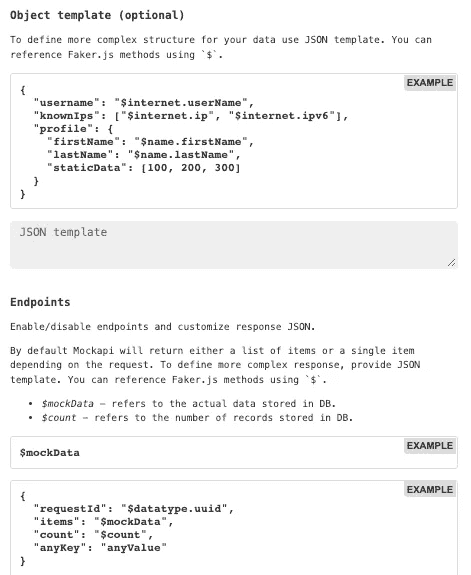 Object template (optional)
To define more complex structure for your data use JSON template. You can
reference Faker.js methods using `$`.
EXAMPLE
{
  "username": "$internet.userName",
  "knownIps": ["$internet.ip", "$internet.ipv6"],
  "profile": {
    "firstName": "$name.firstName",
    "lastName": "$name.lastName",
    "staticData": [100, 200, 300]
  }
}
JSON template
Endpoints
Enable/disable endpoints and customize response JSON.
By default Mockapi will return either a list of items or a single item
depending on the request. To define more complex response, provide JSON
template. You can reference Faker.js methods using `$`.
• $mockData – refers to the actual data stored in DB.
• $count – refers to the number of records stored in DB.
EXAMPLE
$mockData
EXAMPLE
{
  "requestId": "$datatype.uuid",
  "items": "$mockData",
  "count": "$count",
  "anyKey": "anyValue"
}